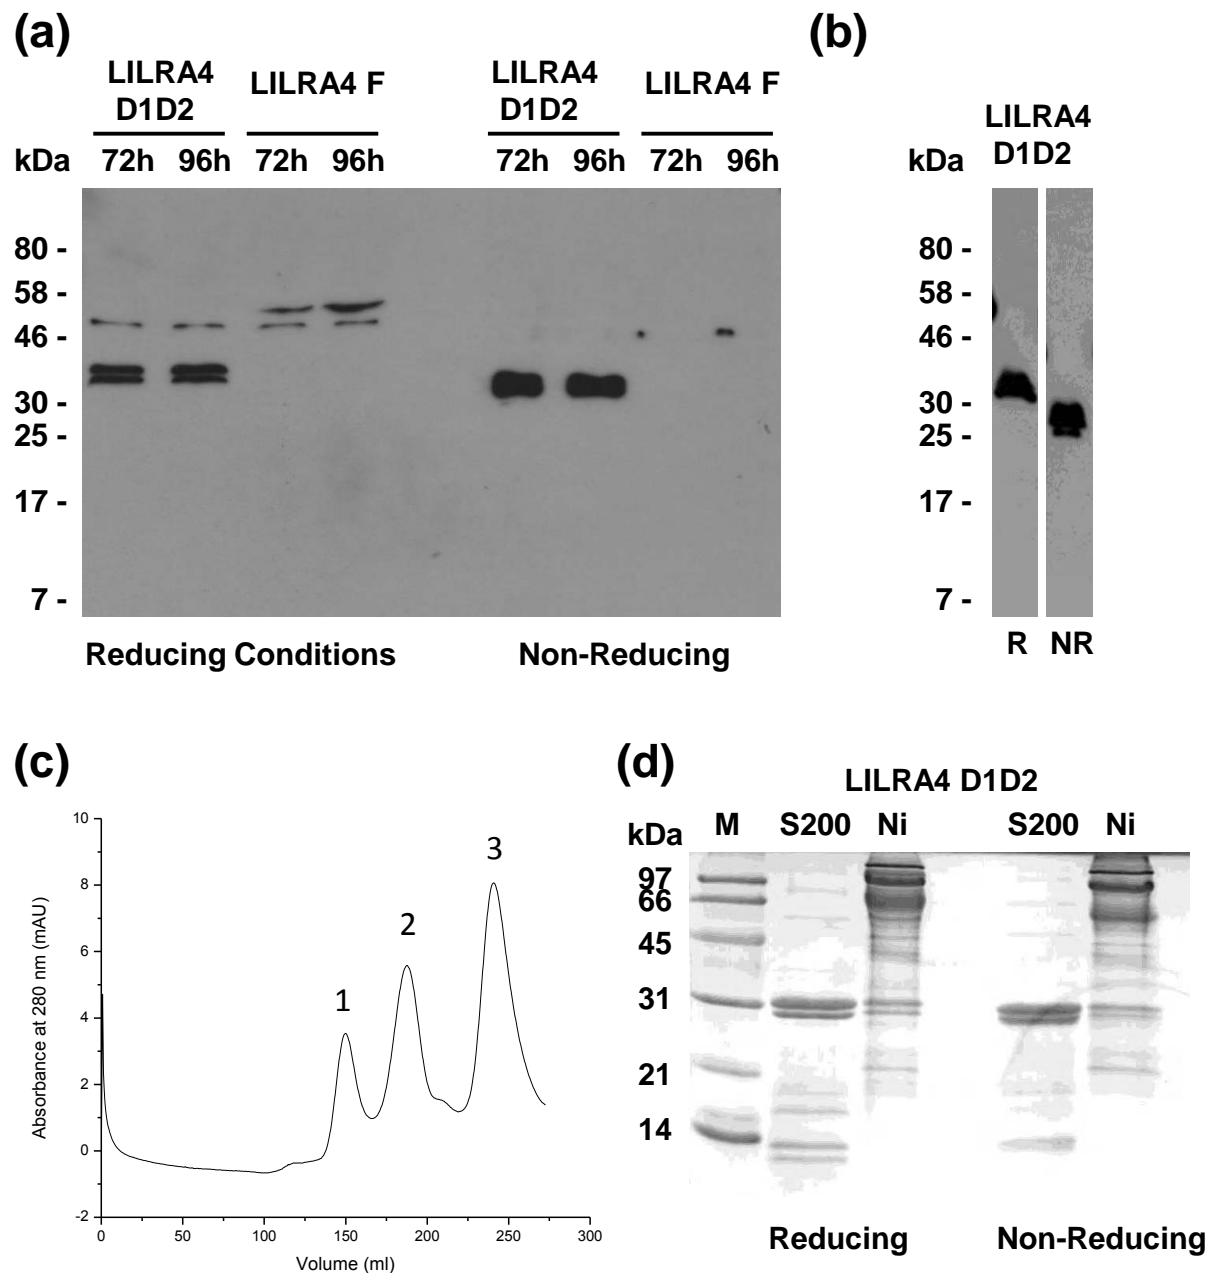 (a)
LILRA4
D1D2
LILRA4 F
LILRA4
D1D2
LILRA4 F
kDa
72h 96h 72h 96h 72h 96h 72h 96h
80 -
58 -
46 -
30 -
25 -
17 -
7 -
Reducing Conditions
Non-Reducing
(b)
LILRA4
D1D2
kDa
80 -
58 -
46 -
30 -
25 -
17 -
7 -
R NR
(c)
Absorbance at 280 nm (mAU)
10
8
6
4
2
0
-2
1
2
3
0 50 100 150 200 250 300
Volume (ml)
(d)
LILRA4 D1D2
kDa M S200 Ni S200 Ni
97
66
45
31
21
14
Reducing
Non-Reducing